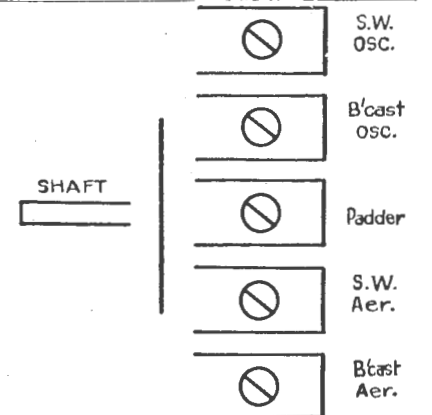 S.W.
OSC.
B'cast
OSC.
SHAFT
Padder
S.W.
Aer.
B'cast
Aer.